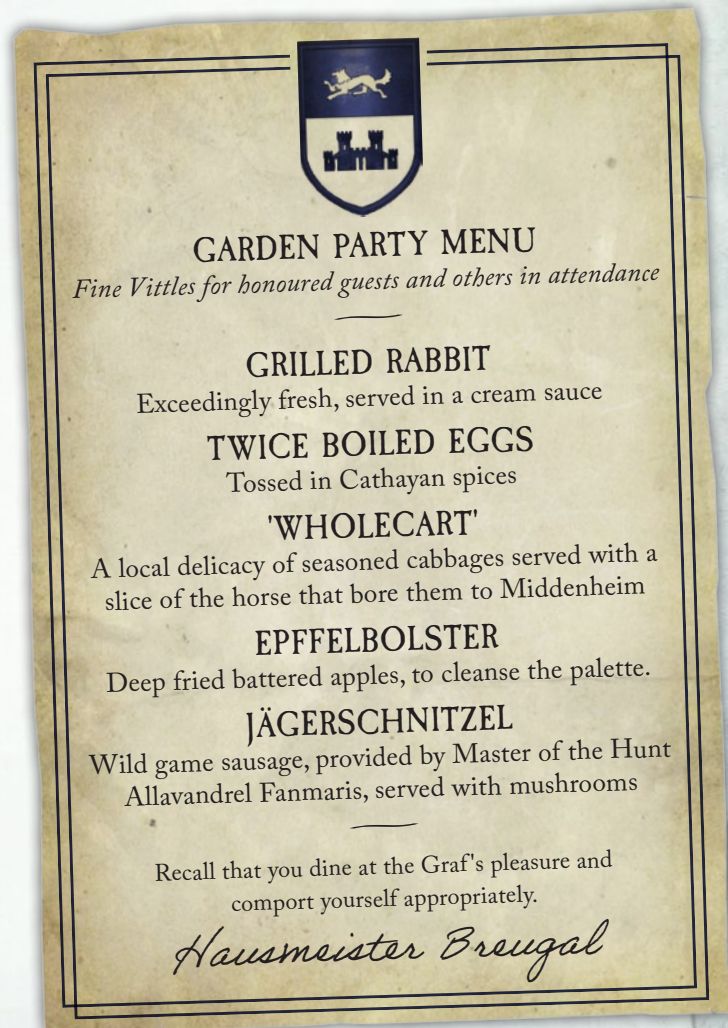 GARDEN PARTY MENU
Fine Vittles for honoured guests and others in attendance
GRILLED RABBIT
Exceedingly fresh, served in a cream sauce
TWICE BOILED EGGS
Tossed in Cathayan spices
'WHOLECART'
A local delicacy of seasoned cabbages served with a
slice of the horse that bore them to Middenheim
EPFFELBOLSTER
Deep fried battered apples, to cleanse the palette.
JÄGERSCHNITZEL
Wild game sausage, provided by Master of the Hunt
Allavandrel Fanmaris, served with mushrooms
Recall that you dine at the Graf's pleasure and
comport yourself appropriately.
Hausmeister Breugal